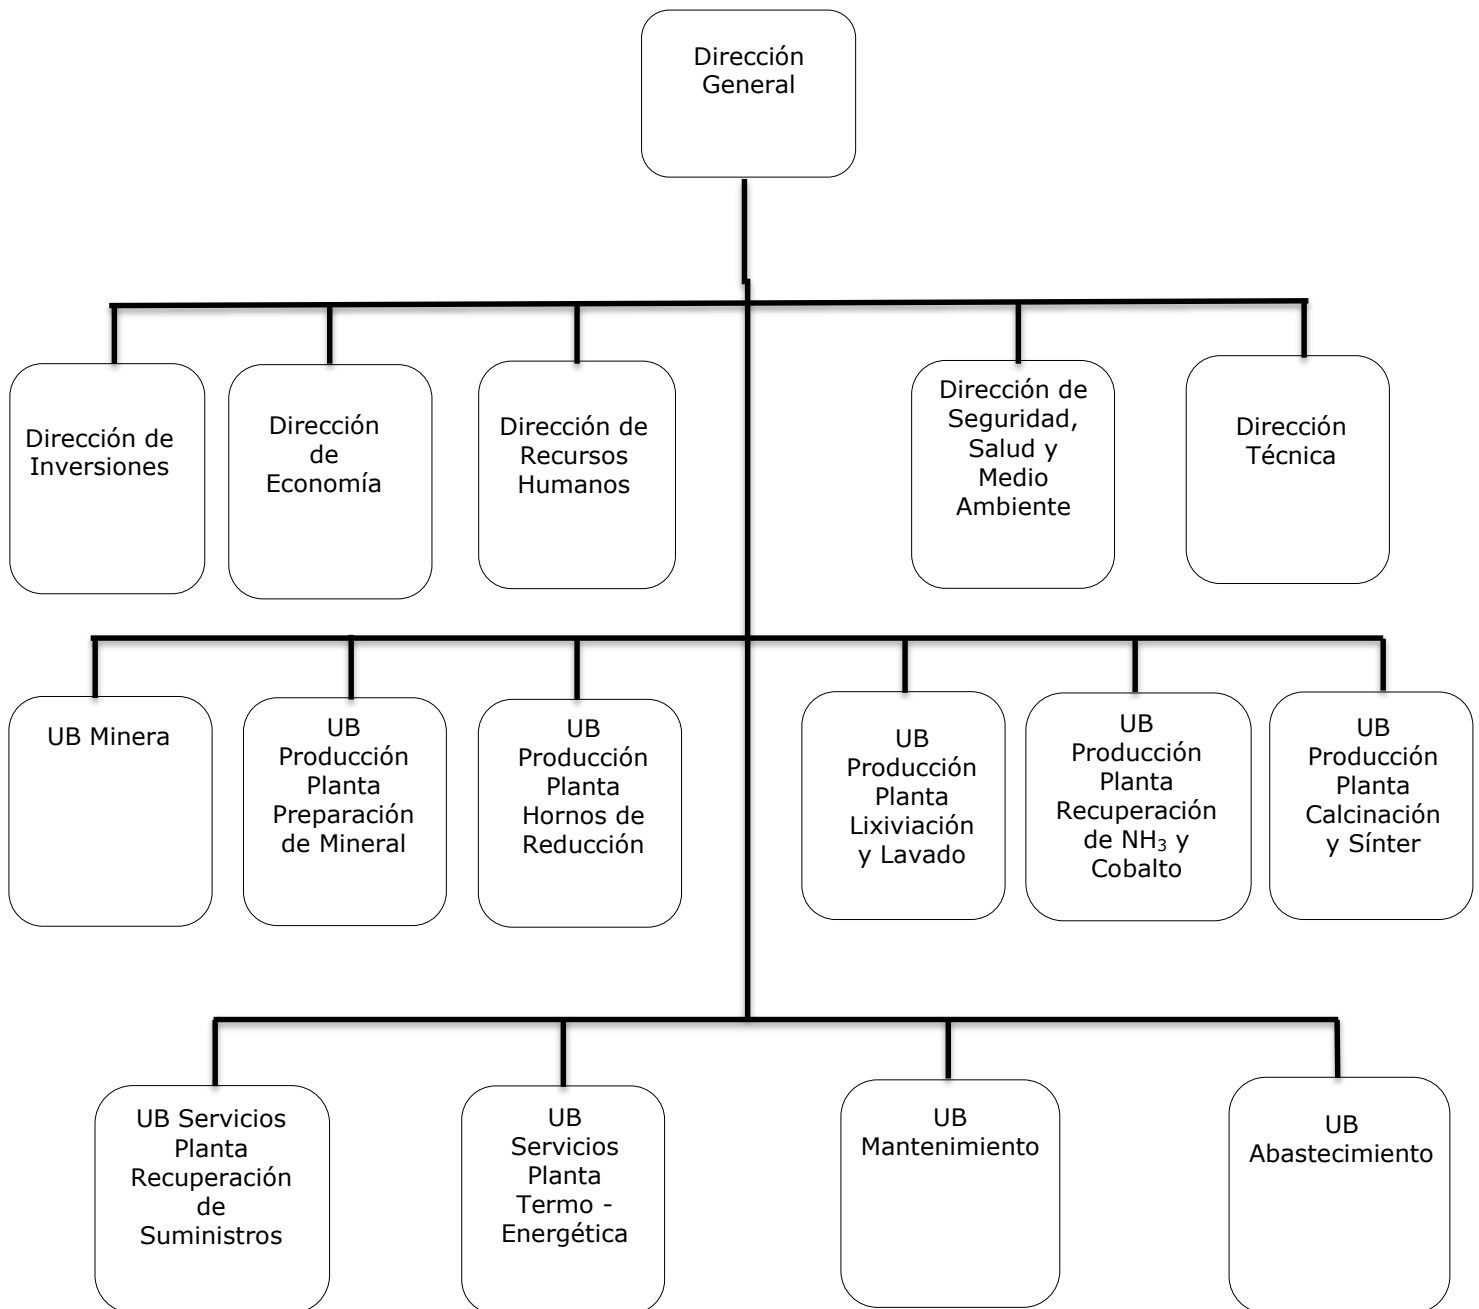 Dirección
General
Dirección de
Inversiones
Dirección
de
Economía
Dirección de
Recursos
Humanos
Dirección de
Seguridad,
Salud y
Medio
Ambiente
Dirección
Técnica
UB Minera
UB
Producción
Planta
Preparación
de Mineral
UB
Producción
Planta
Hornos de
Reducción
UB
Producción
Planta
Lixiviación
y Lavado
UB
Producción
Planta
Recuperación
de NH₃ y
Cobalto
UB
Producción
Planta
Calcinación
y Sínter
UB Servicios
Planta
Recuperación
de
Suministros
UB
Servicios
Planta
Termo -
Energética
UB
Mantenimiento
UB
Abastecimiento